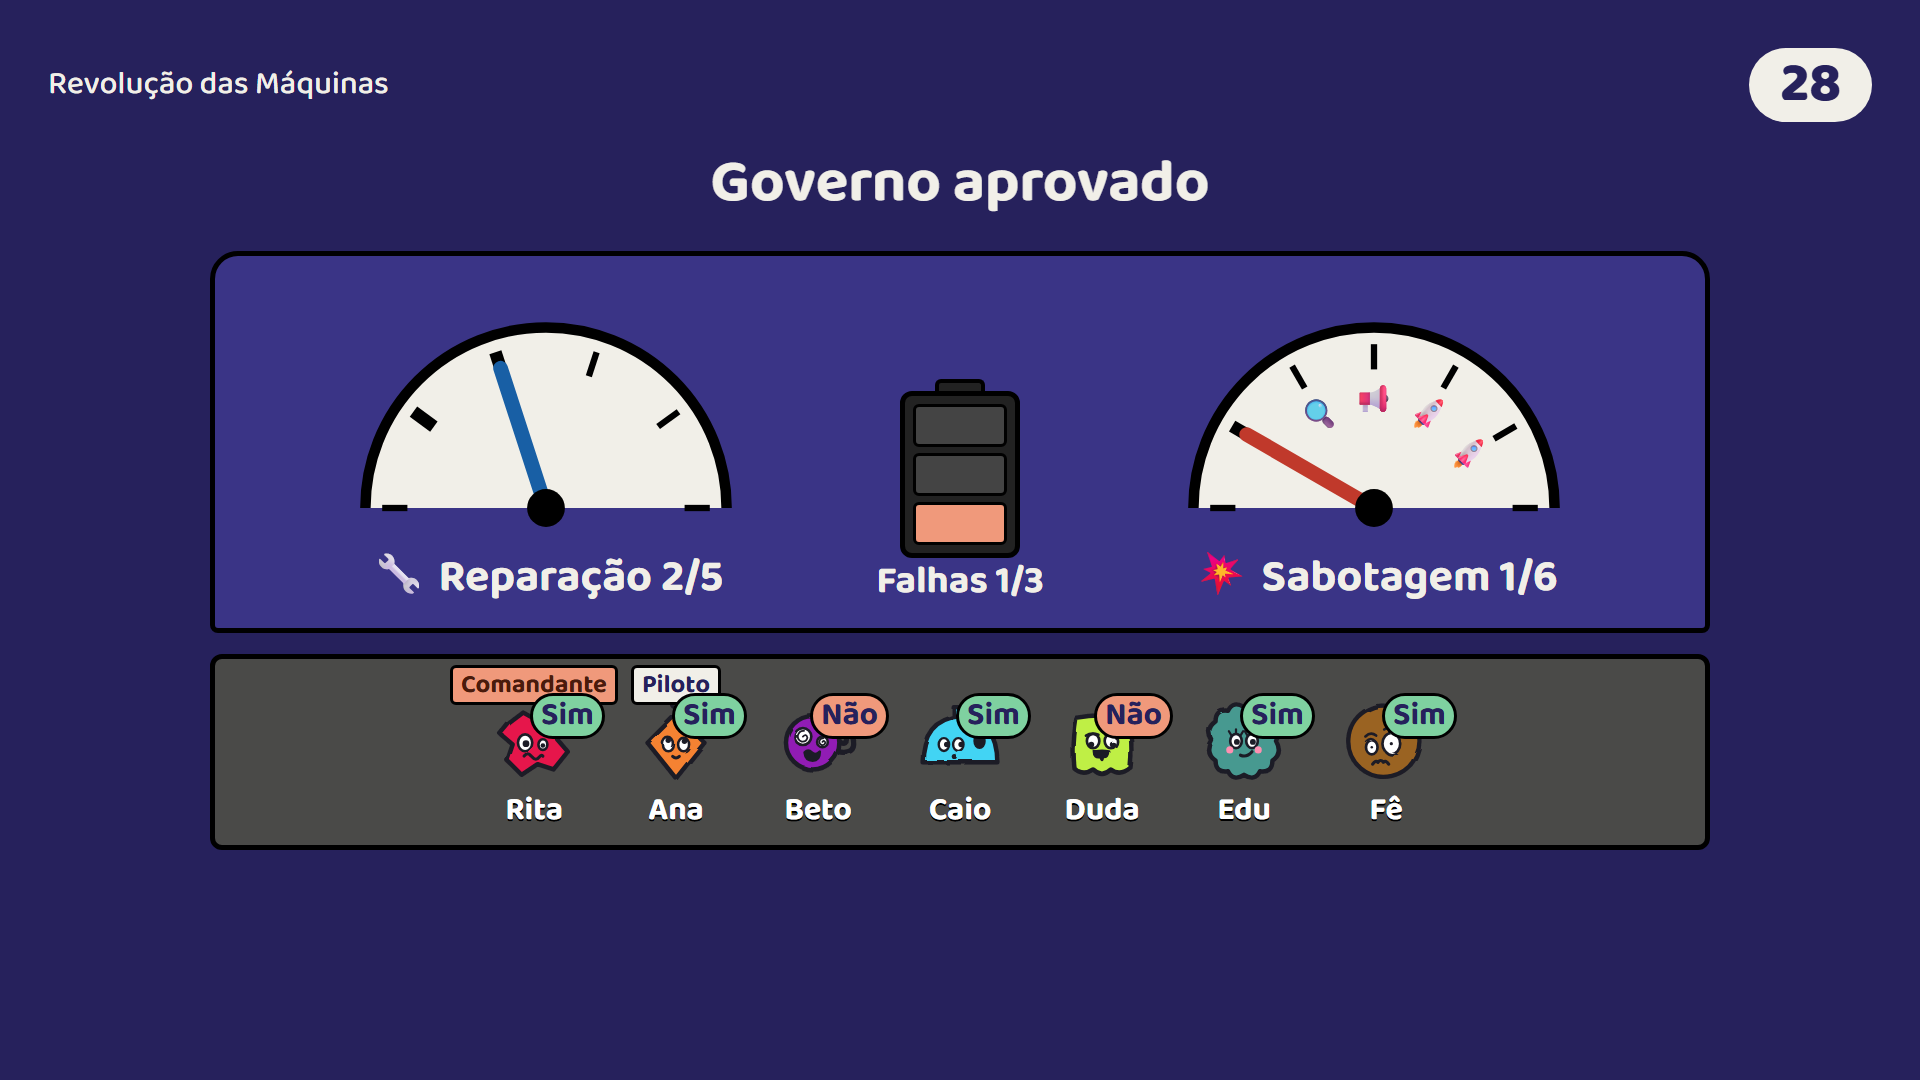 Revolução das Máquinas
28
Governo aprovado
Reparação 2/5
Falhas 1/3
Sabotagem 1/6
Comandante
Piloto
Sim
Sim
Não
Sim
Não
Sim
Sim
Rita
Ana
Beto
Caio
Duda
Edu
Fê